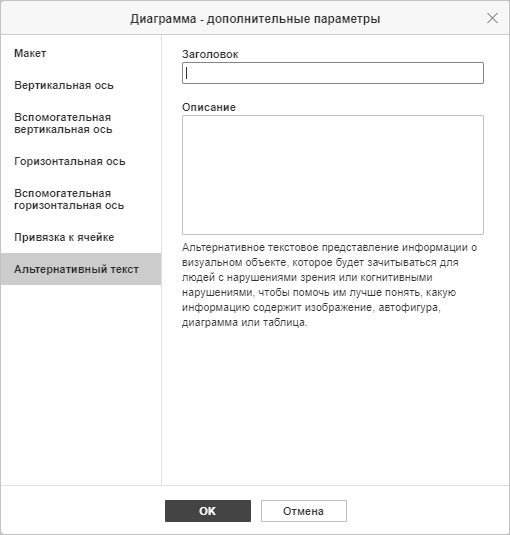 Диаграмма - дополнительные параметры
Макет
Вертикальная ось
Вспомогательная
вертикальная ось
Горизонтальная ось
Вспомогательная
горизонтальная ось
Привязка к ячейке
Альтернативный текст
Заголовок
Описание
Альтернативное текстовое представление информации о
визуальном объекте, которое будет зачитываться для
людей с нарушениями зрения или когнитивными
нарушениями, чтобы помочь им лучше понять, какую
информацию содержит изображение, автофигура,
диаграмма или таблица.
ОК
Отмена